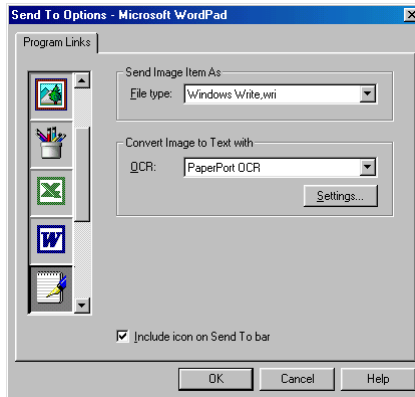 Send To Options - Microsoft WordPad
Program Links
Send Image Item As
File type: Windows Write,wri
Convert Image to Text with
OCR: PaperPort OCR
Settings...
Include icon on Send To bar
OK Cancel Help